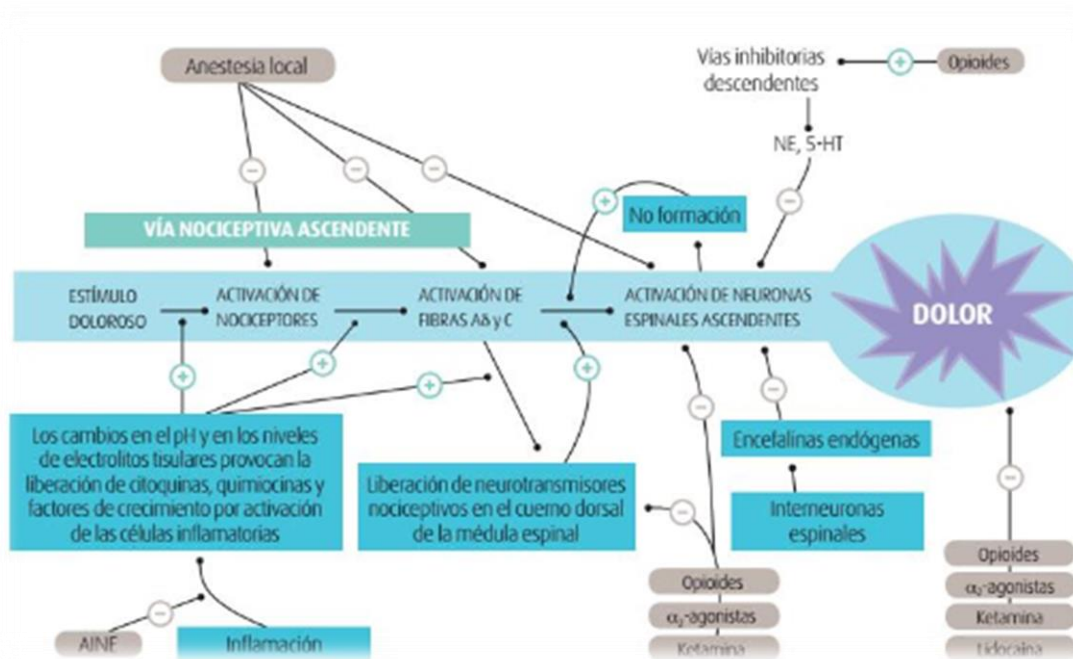 Anestesia local
Vías inhibitorias
descendentes
Opioides
NE, 5-HT
No formación
VÍA NOCICEPTIVA ASCENDENTE
ESTÍMULO
DOLOROSO
ACTIVACIÓN DE
NOCICEPTORES
ACTIVACIÓN DE
FIBRAS Aδ y C
ACTIVACIÓN DE NEURONAS
ESPINALES ASCENDENTES
DOLOR
Los cambios en el pH y en los niveles
de electrolitos tisulares provocan la
liberación de citoquinas, quimiocinas y
factores de crecimiento por activación
de las células inflamatorias
Liberación de neurotransmisores
nociceptivos en el cuerno dorsal
de la médula espinal
Encefalinas endógenas
Interneuronas
espinales
AINE
Inflamación
Opioides
α₂-agonistas
Ketamina
Opioides
α₂-agonistas
Ketamina
Lidocaina